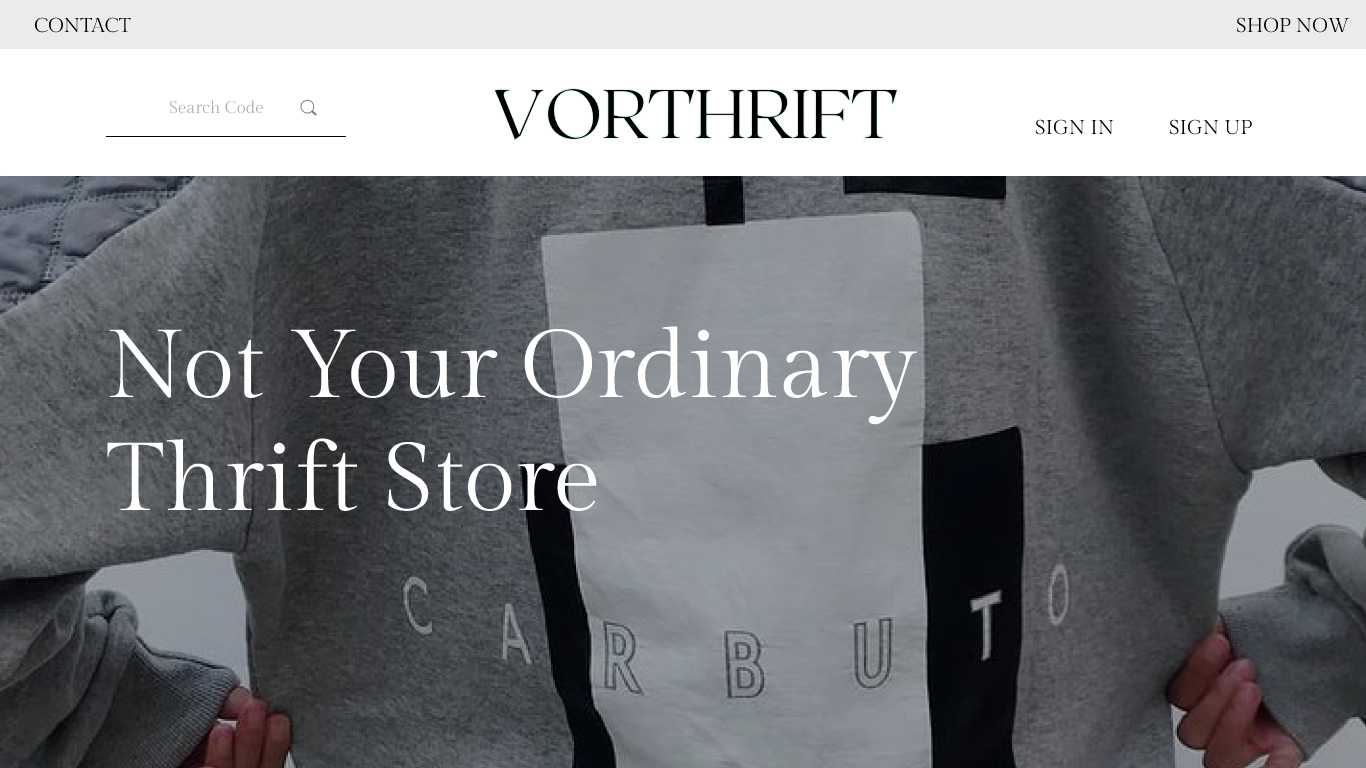 CONTACT
SHOP NOW
Search Code
VORTHRIFT
SIGN IN
SIGN UP
Not Your Ordinary
Thrift Store
CARBUTO